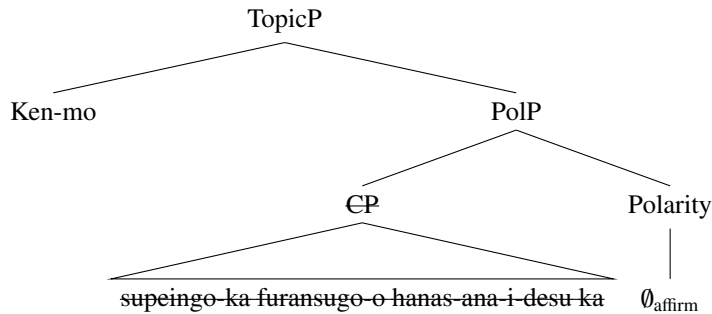 TopicP
Ken-mo PolP
CP Polarity
supeingo-ka furansugo-o hanas-ana-i-desu ka ∅affirm